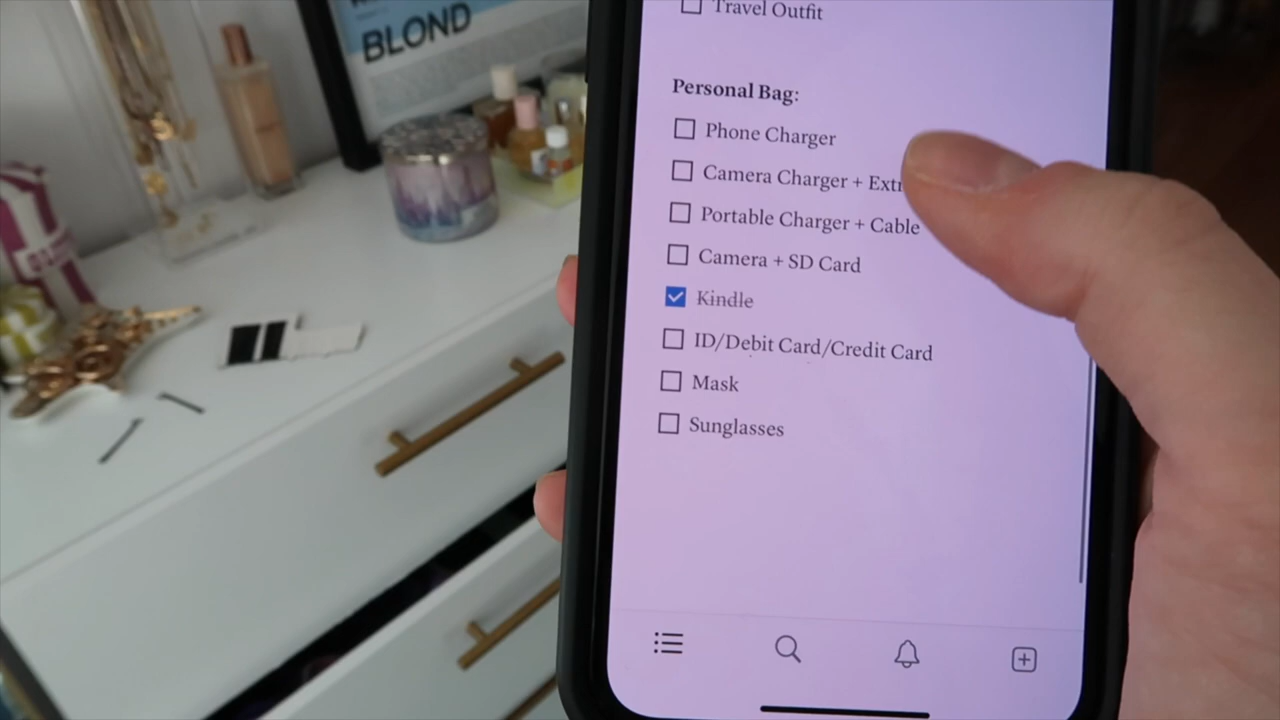 BLOND
Travel Outfit
Personal Bag:
Phone Charger
Camera Charger +
Portable Charger + Cable
Camera + SD Card
Kindle
ID/Debit Card/Credit Card
Mask
Sunglasses